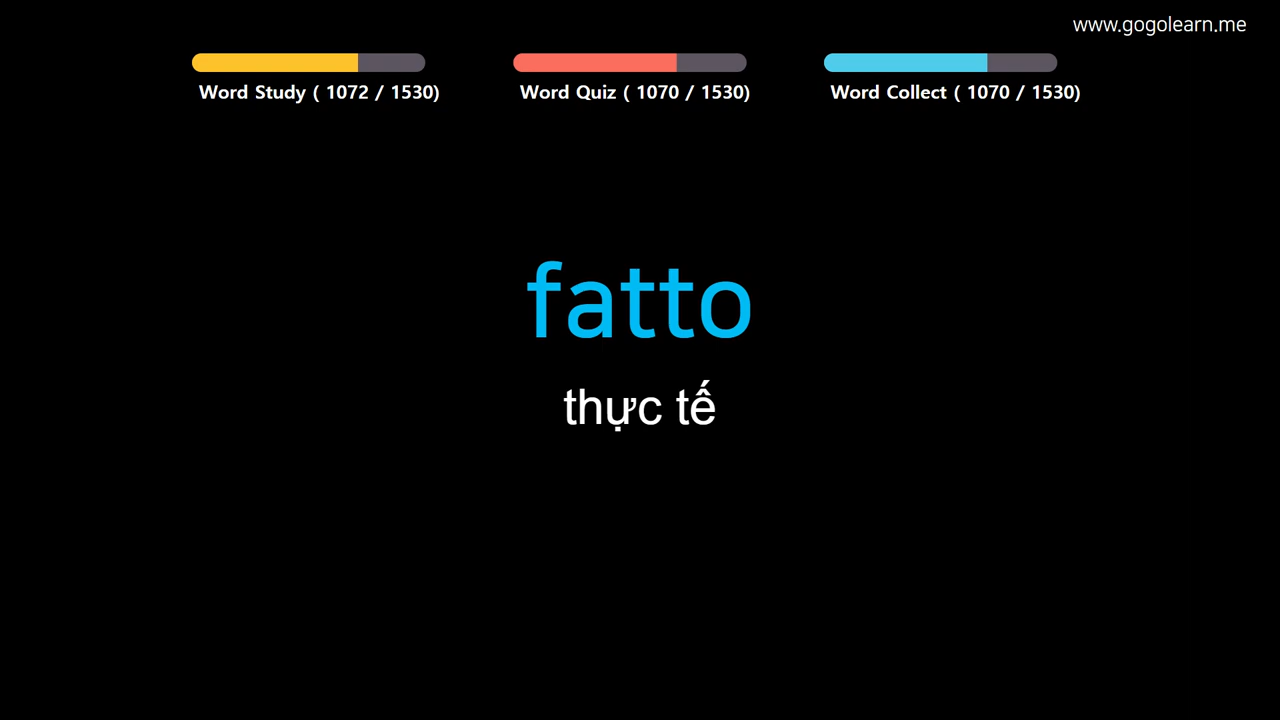 www.gogolearn.me
Word Study ( 1072 / 1530)
Word Quiz ( 1070 / 1530)
Word Collect ( 1070 / 1530)
fatto
thực tế